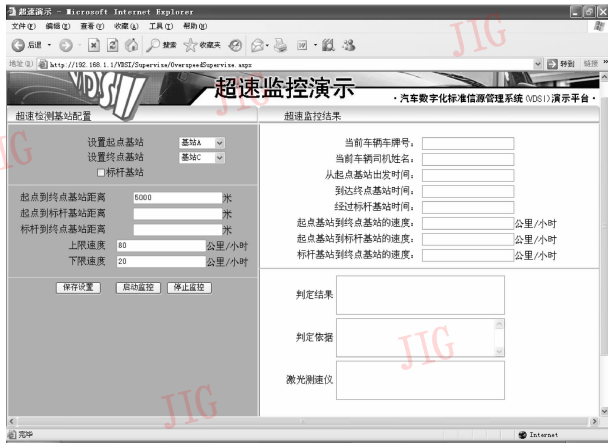 超速演示 - Microsoft Internet Explorer
文件(F) 编辑(E) 查看(V) 收藏(A) 工具(T) 帮助(H)
后退 搜索 收藏夹
地址(D) http://192.168.1.1/VDSI/Supervise/OverspeedSupervise.aspx 转到 链接 »
VDSI 超速监控演示
·汽车数字化标准信源管理系统(VDSI)演示平台·
超速检测基站配置
设置起点基站 基站A
设置终点基站 基站C
标杆基站
起点到终点基站距离 5000 米
起点到标杆基站距离 米
标杆到终点基站距离 米
上限速度 80 公里/小时
下限速度 20 公里/小时
保存设置 启动监控 停止监控
超速监控结果
当前车辆车牌号:
当前车辆司机姓名:
从起点基站出发时间:
到达终点基站时间:
经过标杆基站时间:
起点基站到终点基站的速度: 公里/小时
起点基站到标杆基站的速度: 公里/小时
标杆基站到终点基站的速度: 公里/小时
判定结果
判定依据
激光测速仪
完毕 Internet
JIG
JIG
JIG
JIG